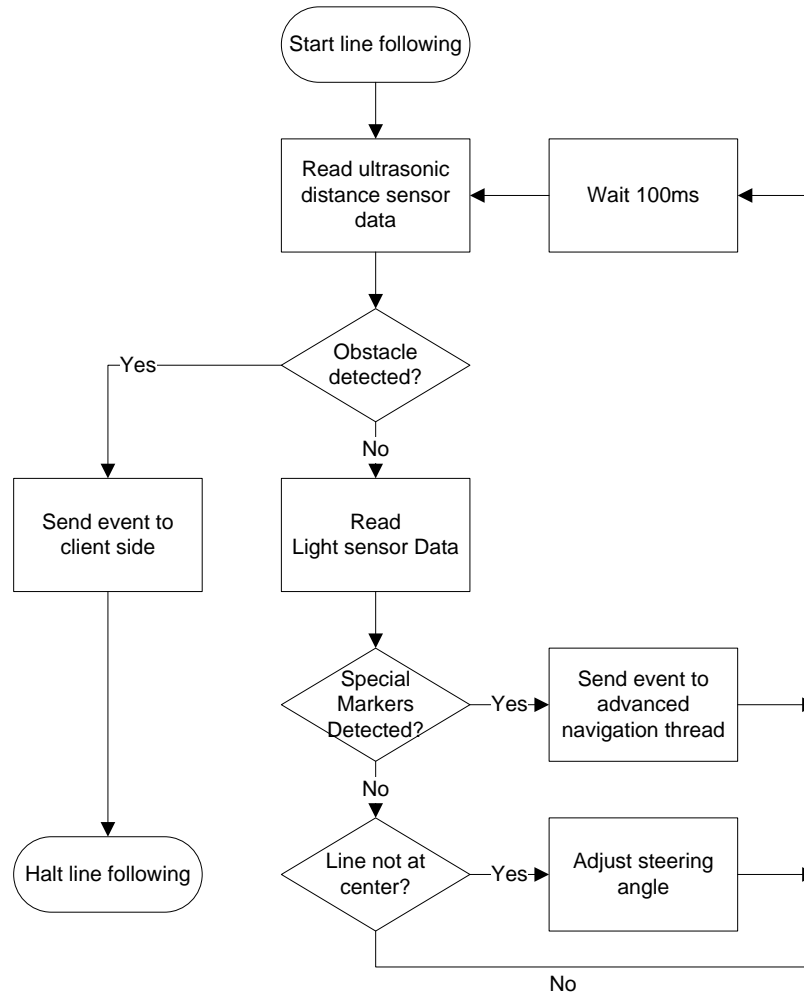 Start line following
Read ultrasonic
distance sensor
data
Wait 100ms
Obstacle
detected?
Yes
No
Send event to
client side
Read
Light sensor Data
Special
Markers
Detected?
Yes
Send event to
advanced
navigation thread
No
Halt line following
Line not at
center?
Yes
Adjust steering
angle
No